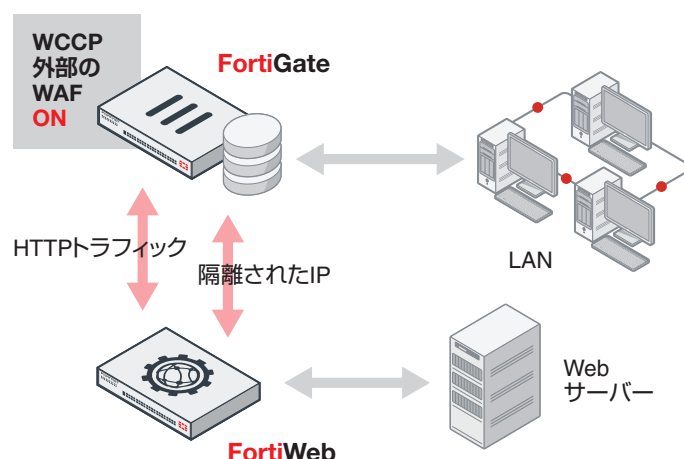 WCCP
外部の
WAF
ON
FortiGate
HTTPトラフィック
隔離されたIP
LAN
Web
サーバー
FortiWeb